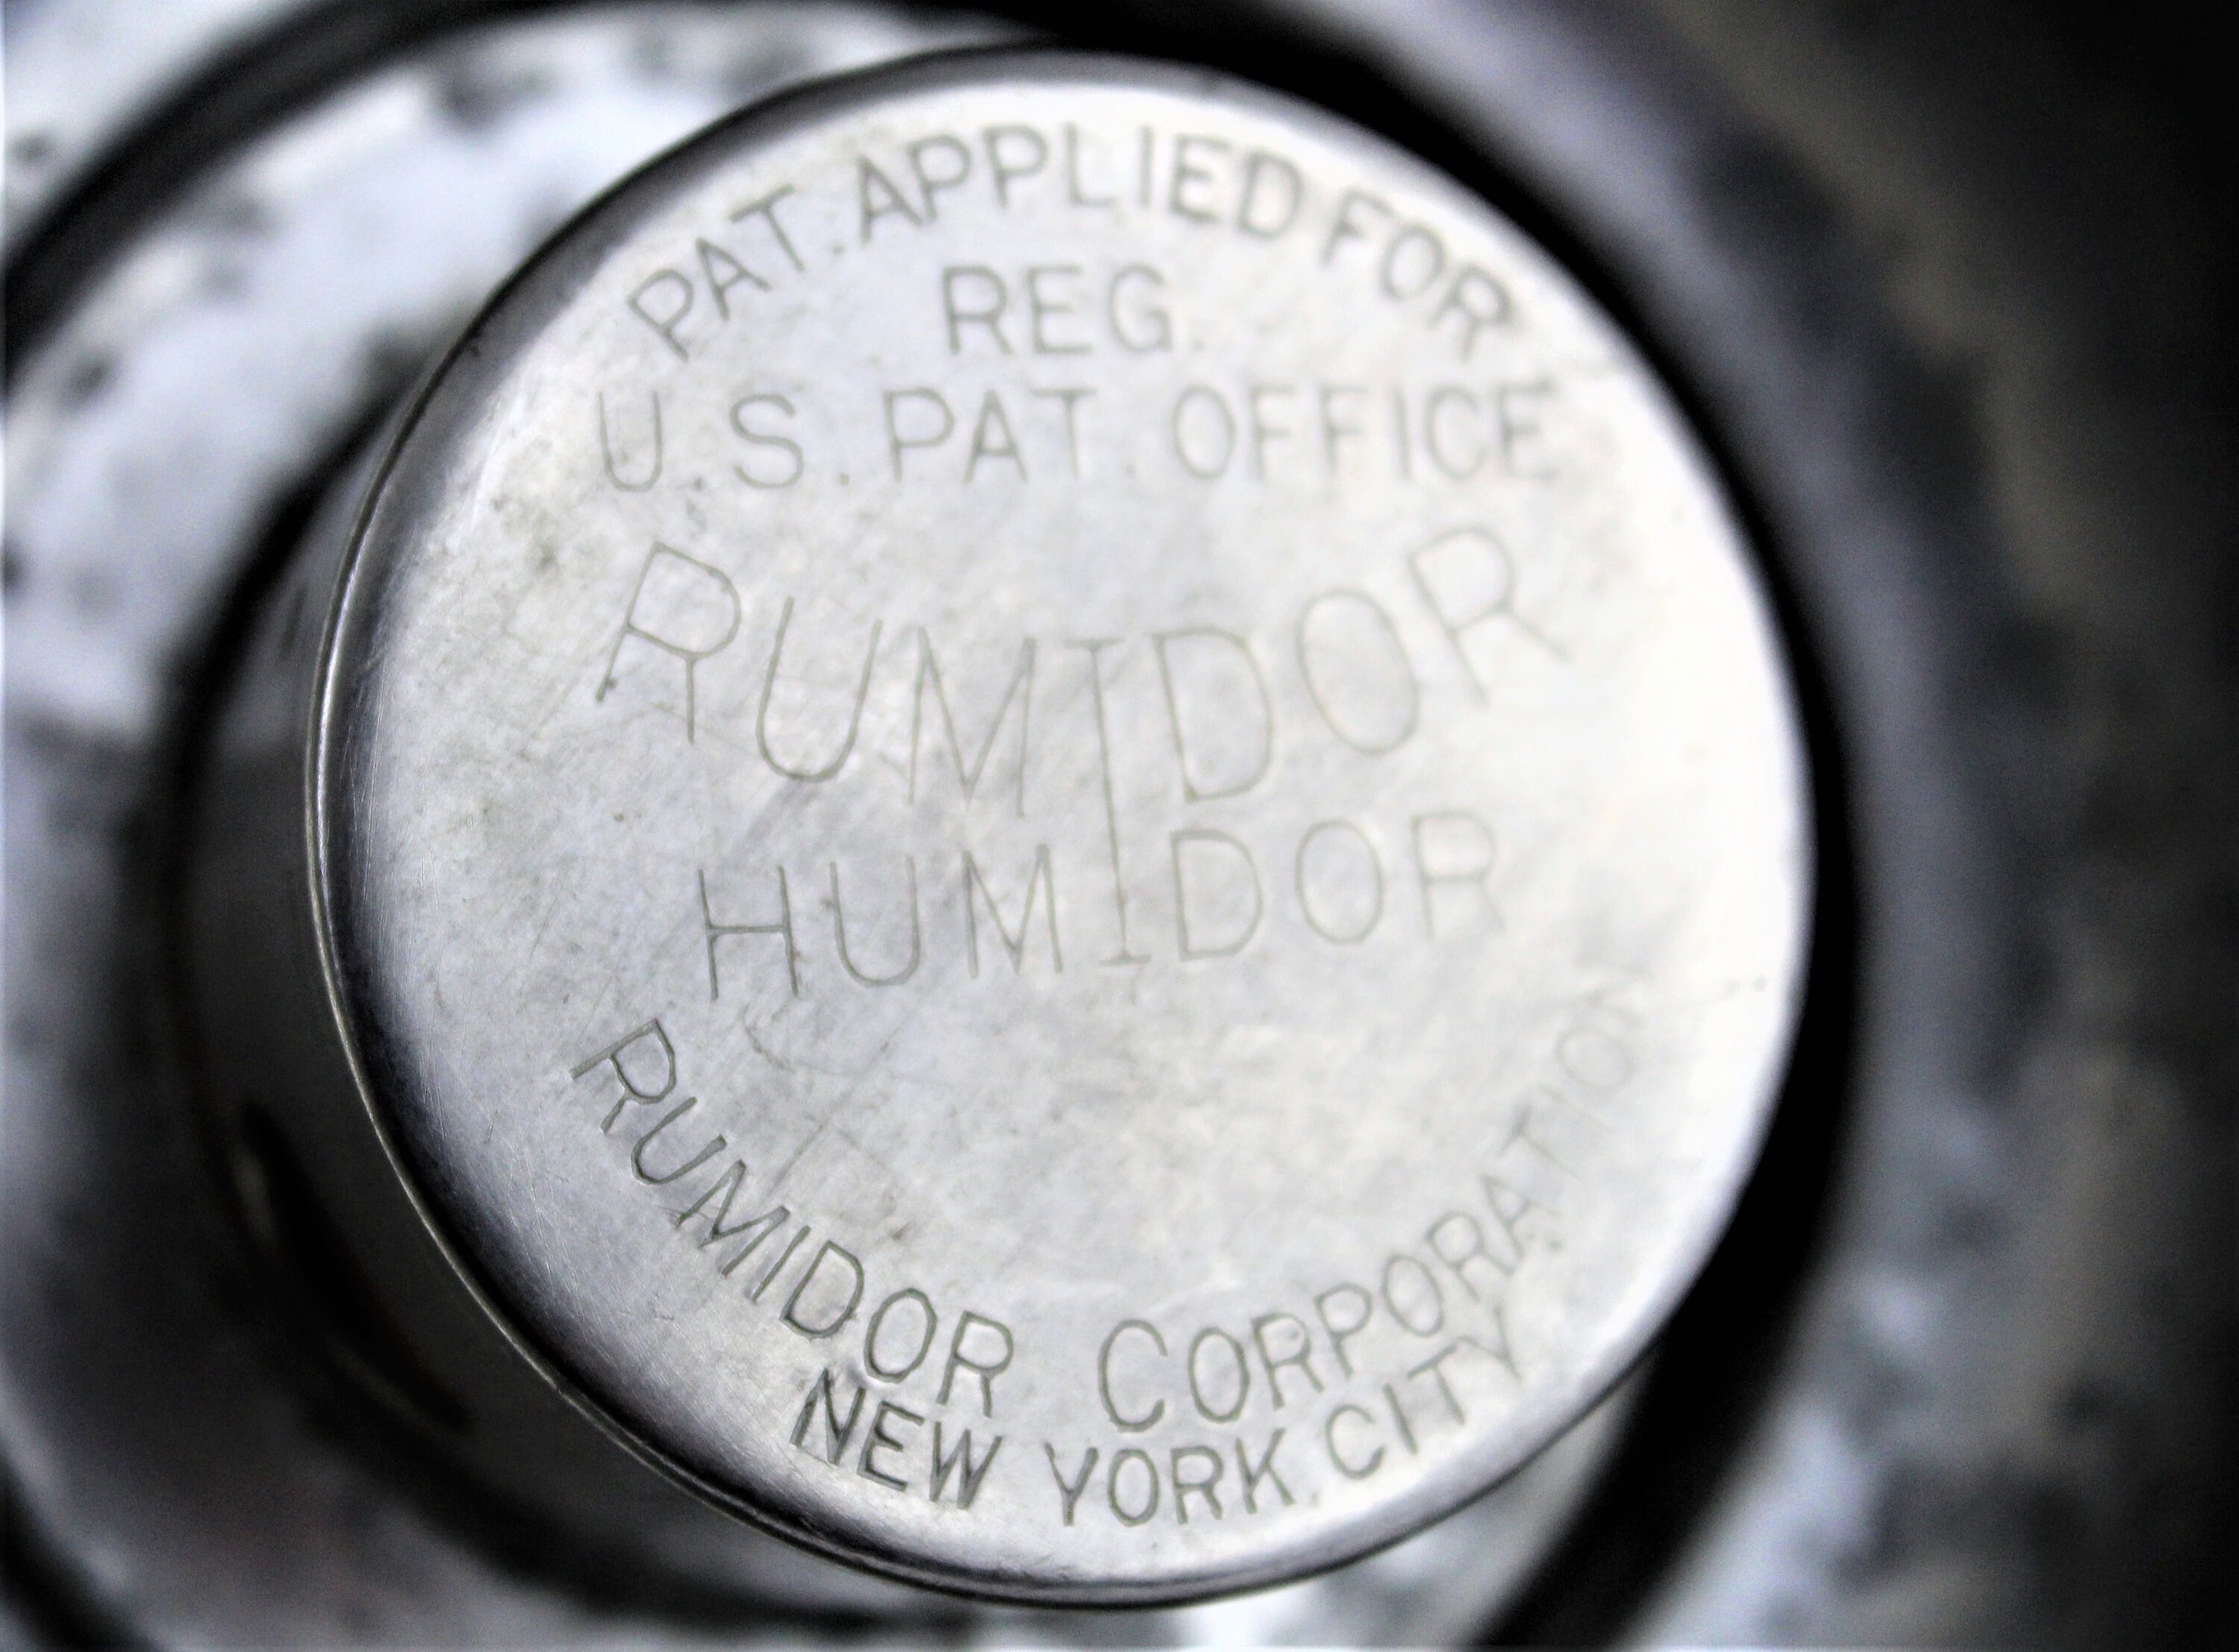 PAT. APPLIED FOR
REG.
U.S. PAT. OFFICE
RUMIDOR
HUMIDOR
RUMIDOR CORPORATION
NEW YORK. CITY